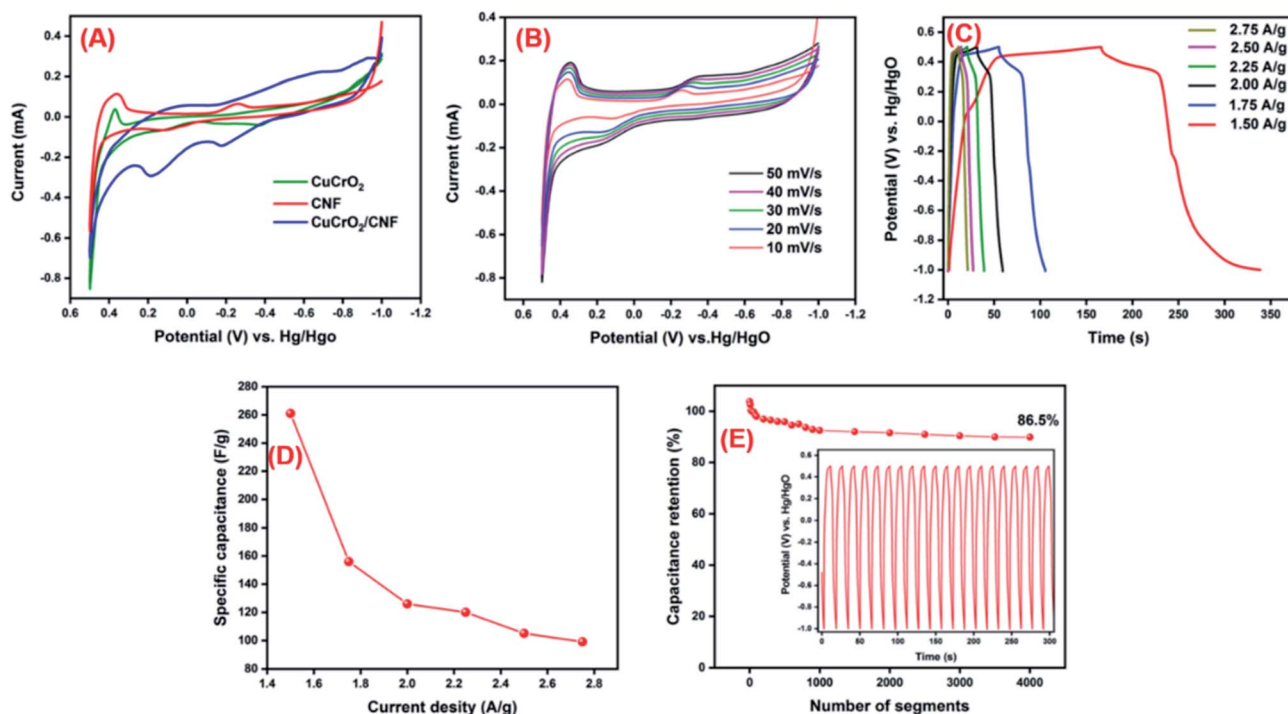 (A)
0.4
0.2
0.0
-0.2
-0.4
-0.6
-0.8
Current (mA)
CuCrO₂
CNF
CuCrO₂/CNF
0.6 0.4 0.2 0.0 -0.2 -0.4 -0.6 -0.8 -1.0 -1.2
Potential (V) vs. Hg/Hgo
(B)
0.4
0.2
0.0
-0.2
-0.4
-0.6
-0.8
Current (mA)
50 mV/s
40 mV/s
30 mV/s
20 mV/s
10 mV/s
0.6 0.4 0.2 0.0 -0.2 -0.4 -0.6 -0.8 -1.0 -1.2
Potential (V) vs.Hg/HgO
(C)
0.6
0.4
0.2
0.0
-0.2
-0.4
-0.6
-0.8
-1.0
-1.2
Potential (V) vs. Hg/HgO
2.75 A/g
2.50 A/g
2.25 A/g
2.00 A/g
1.75 A/g
1.50 A/g
0 50 100 150 200 250 300 350
Time (s)
(D)
280
260
240
220
200
180
160
140
120
100
80
Specific capacitance (F/g)
1.4 1.6 1.8 2.0 2.2 2.4 2.6 2.8
Current desity (A/g)
(E)
100
80
60
40
20
0
Capacitance retention (%)
86.5%
0.6
0.4
0.2
0.0
-0.2
-0.4
-0.6
-0.8
-1.0
Potential (V) vs. Hg/HgO
0 50 100 150 200 250 300
Time (s)
0 1000 2000 3000 4000
Number of segments